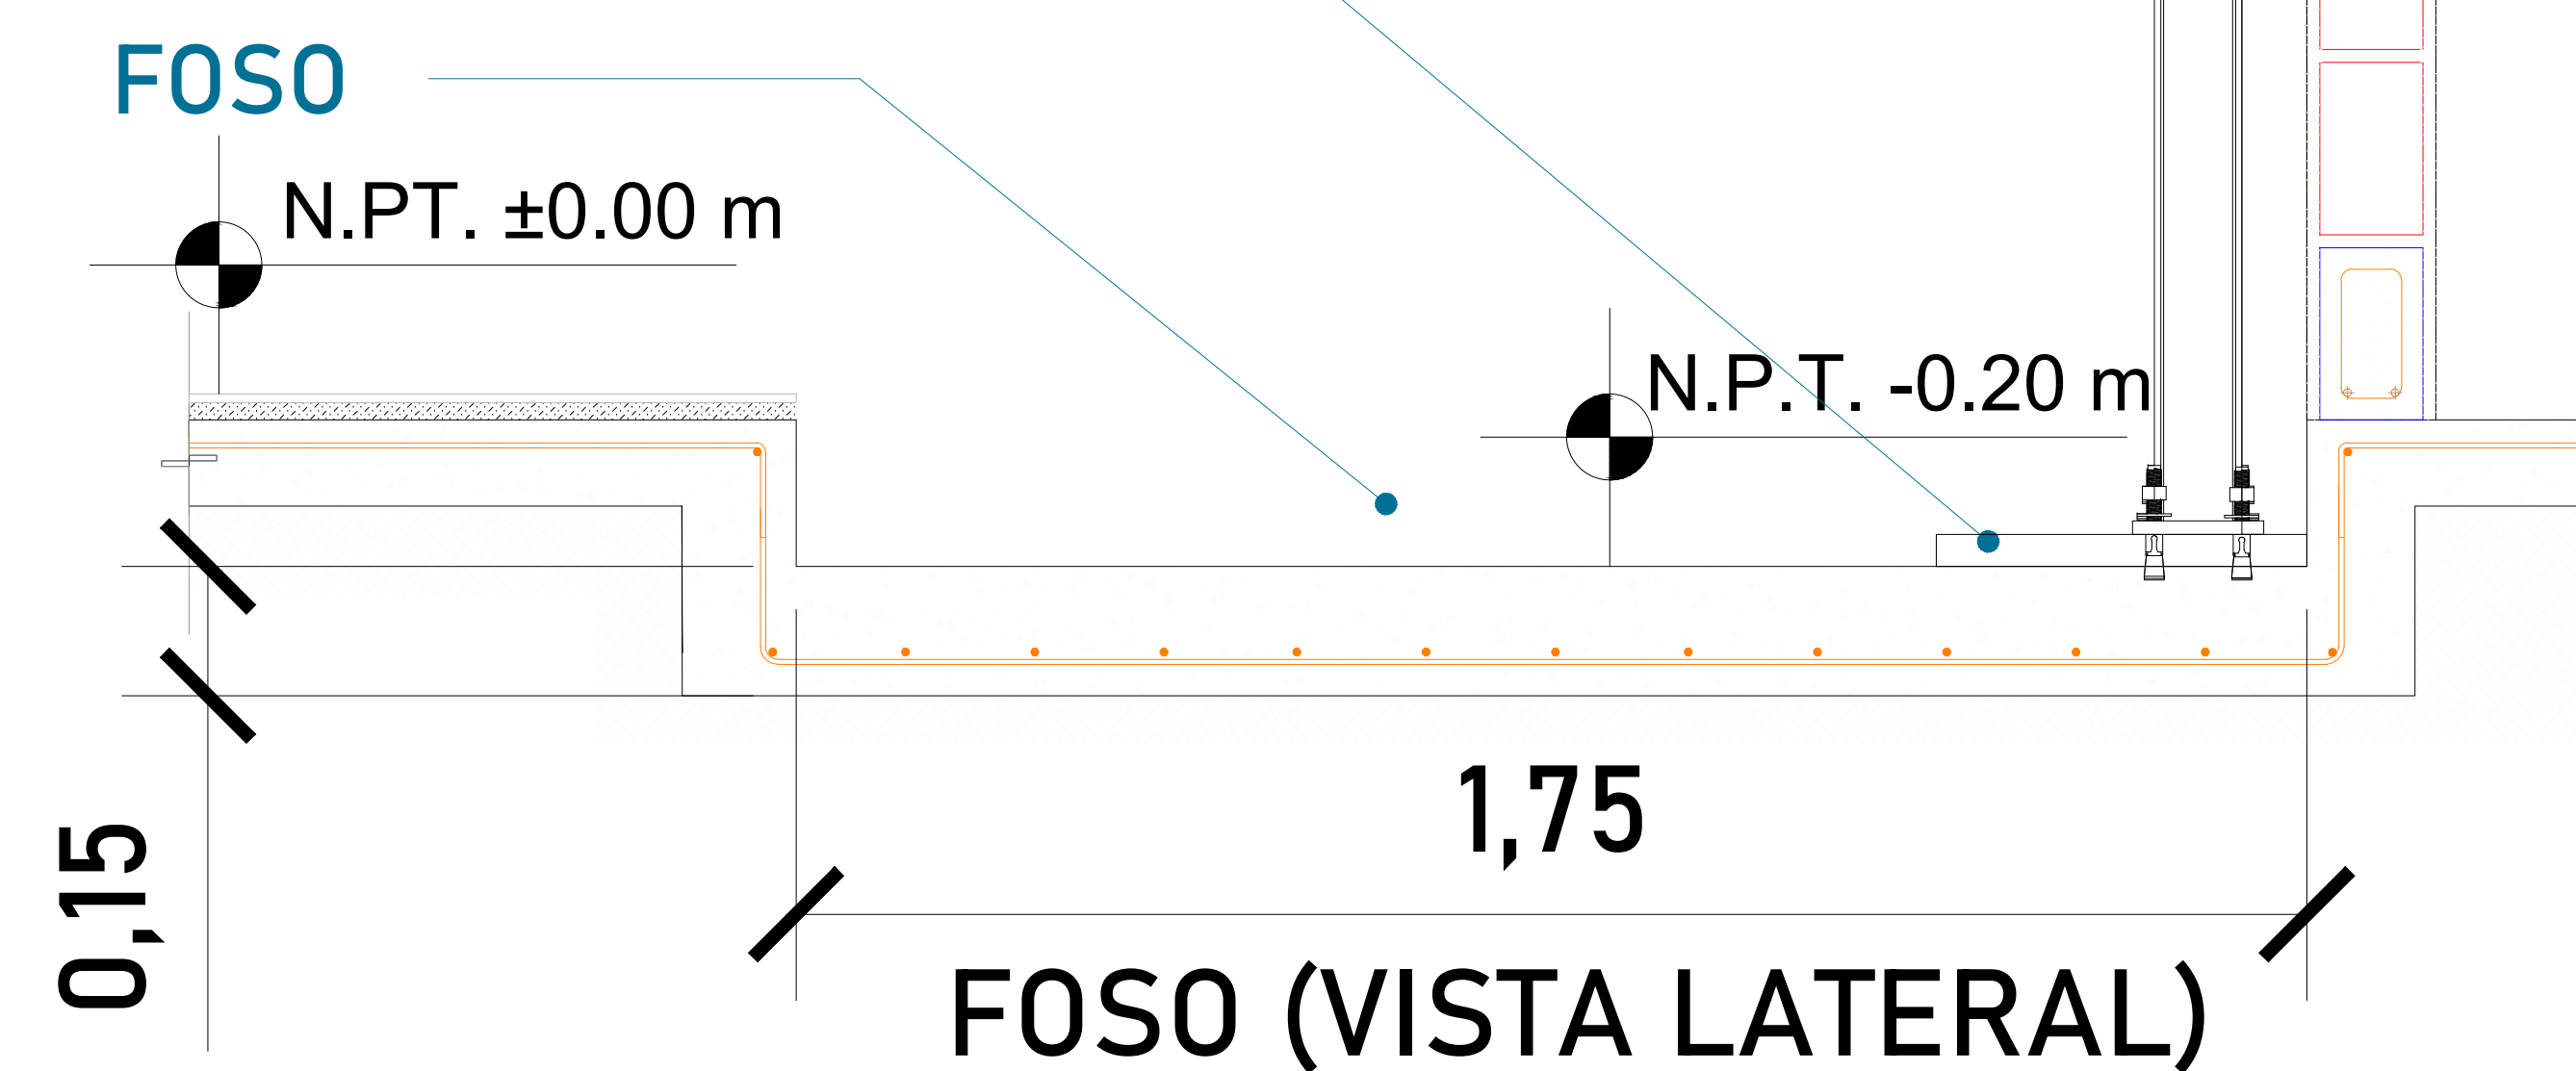 FOSO
N.PT. ±0.00 m
N.P.T. -0.20 m
1,75
0,15
FOSO (VISTA LATERAL)